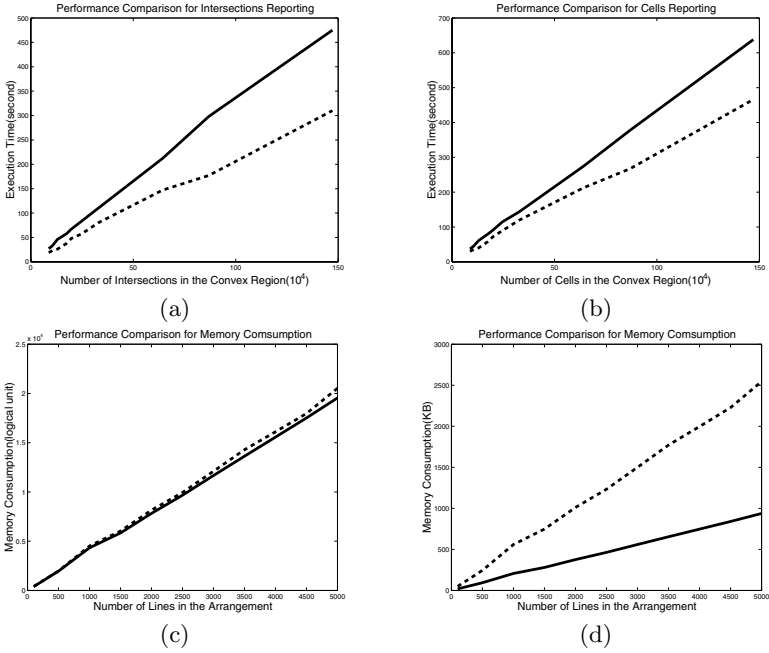 Performance Comparison for Intersections Reporting
500
450
400
350
300
250
200
150
100
50
0
Execution Time(second)
0 50 100 150
Number of Intersections in the Convex Region(10^4)
(a)
Performance Comparison for Cells Reporting
700
600
500
400
300
200
100
0
Execution Time(second)
0 50 100 150
Number of Cells in the Convex Region(10^4)
(b)
Performance Comparison for Memory Comsumption
2.5
2
1.5
1
0.5
0
Memory Consumption(logical unit)
0 500 1000 1500 2000 2500 3000 3500 4000 4500 5000
Number of Lines in the Arrangement
(c)
Performance Comparison for Memory Comsumption
3000
2500
2000
1500
1000
500
0
Memory Consumption(KB)
0 500 1000 1500 2000 2500 3000 3500 4000 4500 5000
Number of Lines in the Arrangement
(d)